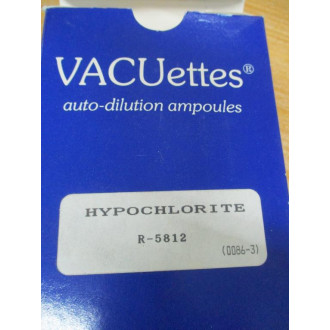 VACUettes®
auto-dilution ampoules
HYPOCHLORITE
R-5812
(0086-3)